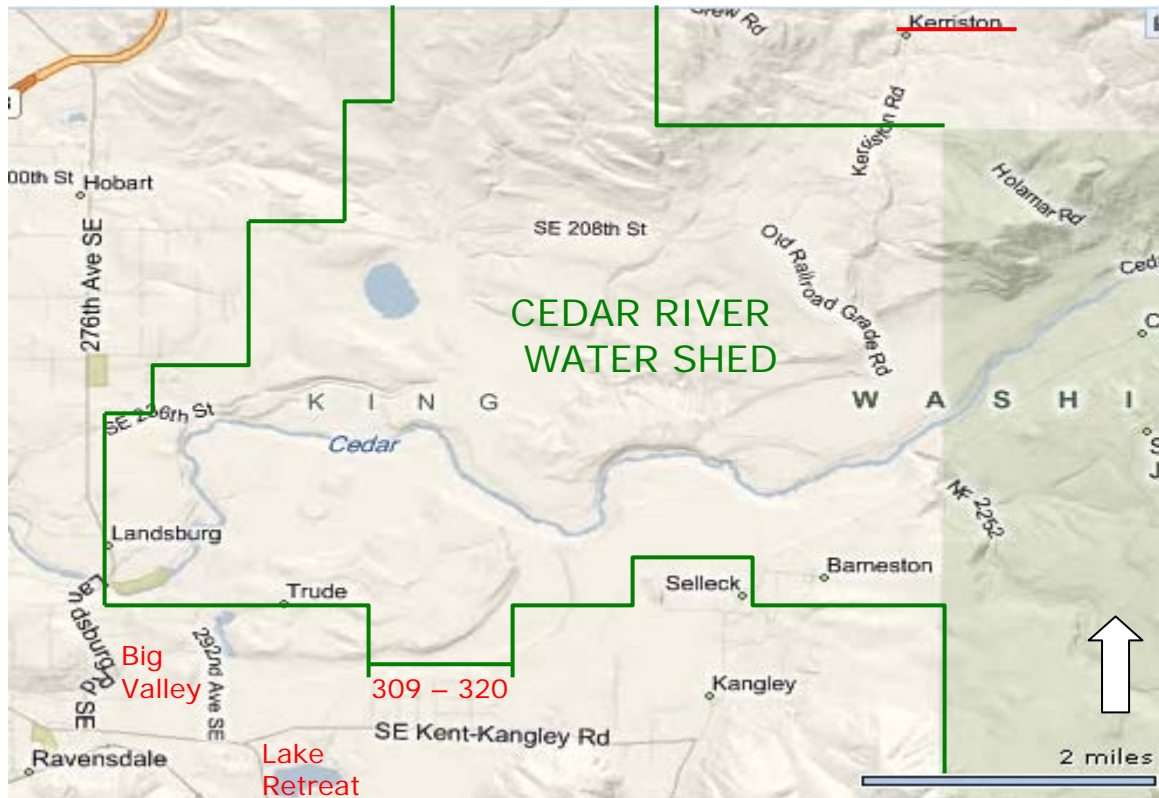 Kerriston
Kerriston Rd
00th St
Hobart
SE 208th St
Holamar Rd
Old Railroad Grade Rd
276th Ave SE
CEDAR RIVER
WATER SHED
SE 236th St
K I N G
W A S H I
Cedar
NF 2252
Landsburg
Barneston
Selleck
Trude
Landsburg Rd SE
292nd Ave SE
Big
Valley
309 – 320
Kangley
SE Kent-Kangley Rd
Ravensdale
Lake
Retreat
2 miles